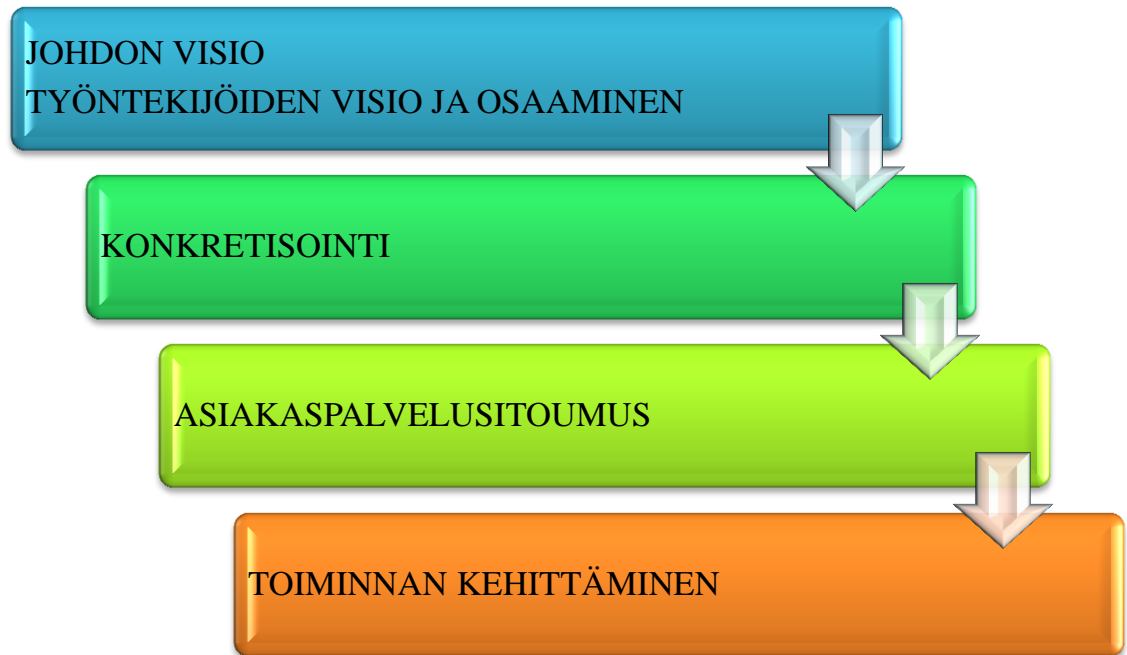 JOHDON VISIO
TYÖNTEKIJÖIDEN VISIO JA OSAAMINEN
KONKRETISOINTI
ASIAKASPALVELUSITOUMUS
TOIMINNAN KEHITTÄMINEN